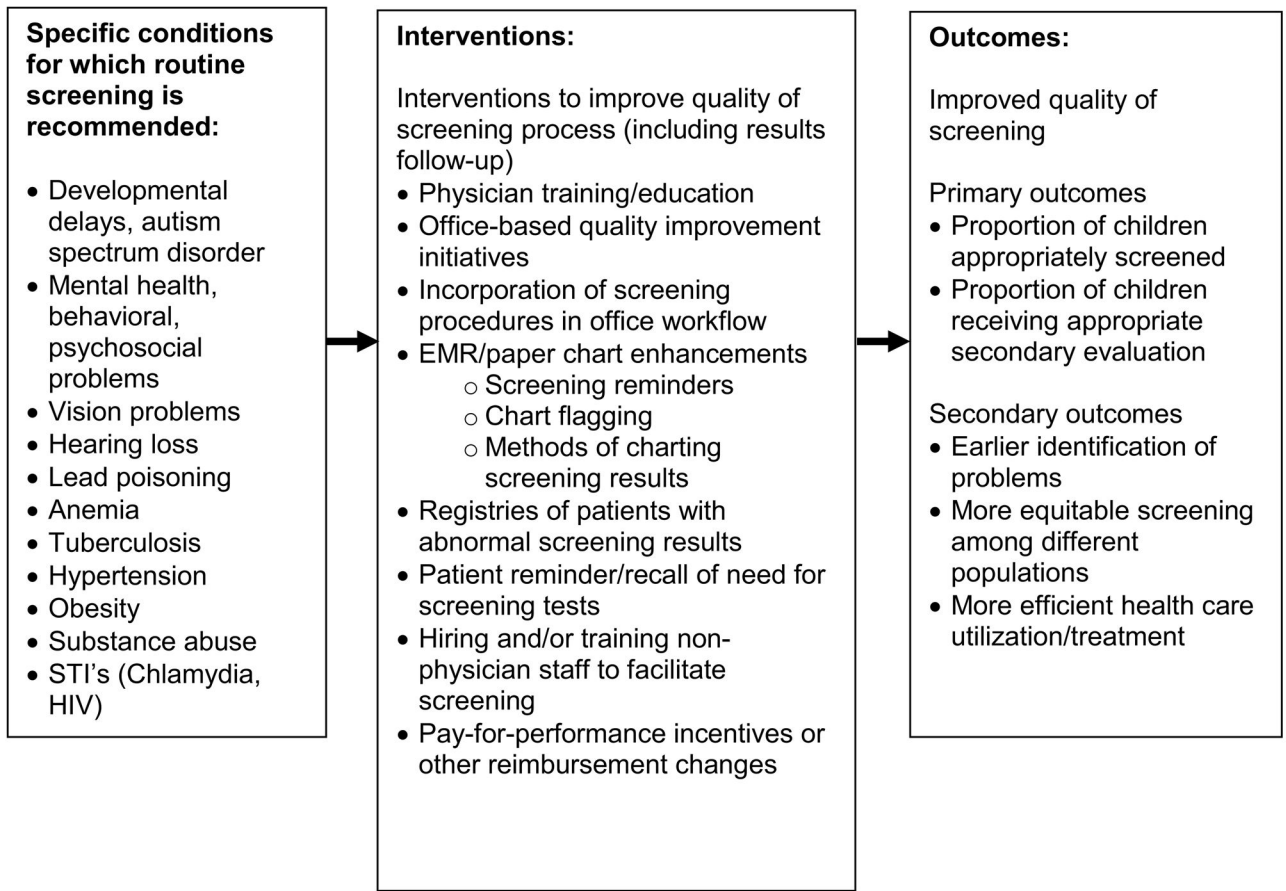 Specific conditions
for which routine
screening is
recommended:
• Developmental
delays, autism
spectrum disorder
• Mental health,
behavioral,
psychosocial
problems
• Vision problems
• Hearing loss
• Lead poisoning
• Anemia
• Tuberculosis
• Hypertension
• Obesity
• Substance abuse
• STI's (Chlamydia,
HIV)
Interventions:
Interventions to improve quality of
screening process (including results
follow-up)
• Physician training/education
• Office-based quality improvement
initiatives
• Incorporation of screening
procedures in office workflow
• EMR/paper chart enhancements
o Screening reminders
o Chart flagging
o Methods of charting
screening results
• Registries of patients with
abnormal screening results
• Patient reminder/recall of need for
screening tests
• Hiring and/or training non-
physician staff to facilitate
screening
• Pay-for-performance incentives or
other reimbursement changes
Outcomes:
Improved quality of
screening
Primary outcomes
• Proportion of children
appropriately screened
• Proportion of children
receiving appropriate
secondary evaluation
Secondary outcomes
• Earlier identification of
problems
• More equitable screening
among different
populations
• More efficient health care
utilization/treatment